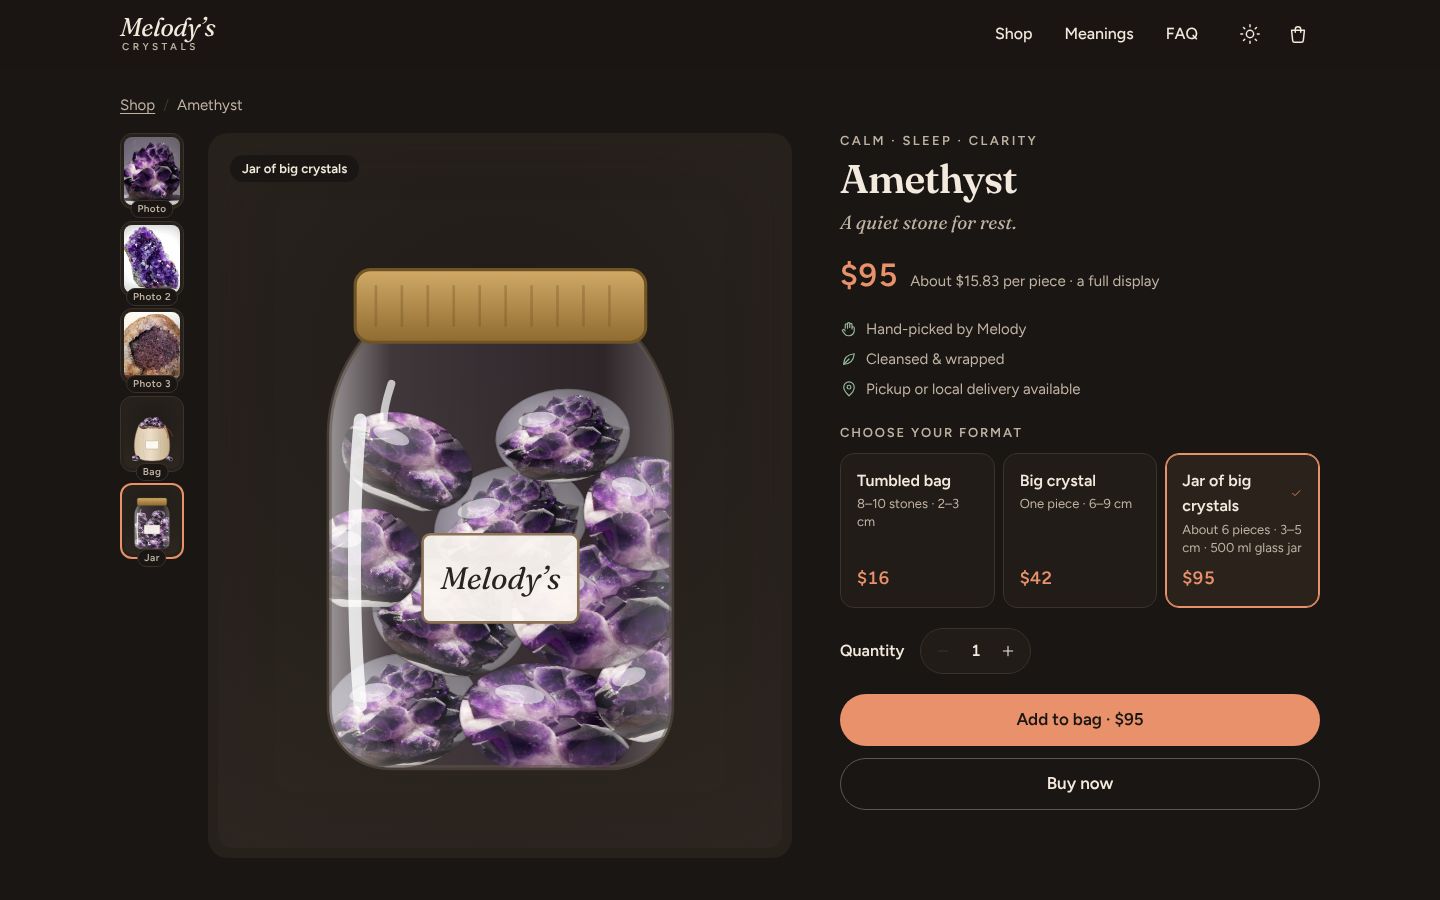 Melody’s
CRYSTALS
Shop
Meanings
FAQ
Shop / Amethyst
Photo
Photo 2
Photo 3
Bag
Jar
Jar of big crystals
Melody’s
CALM · SLEEP · CLARITY
Amethyst
A quiet stone for rest.
$95 About $15.83 per piece · a full display
Hand-picked by Melody
Cleansed & wrapped
Pickup or local delivery available
CHOOSE YOUR FORMAT
Tumbled bag
8–10 stones · 2–3
cm
$16
Big crystal
One piece · 6–9 cm
$42
Jar of big
crystals
About 6 pieces · 3–5
cm · 500 ml glass jar
$95
Quantity
1
Add to bag · $95
Buy now